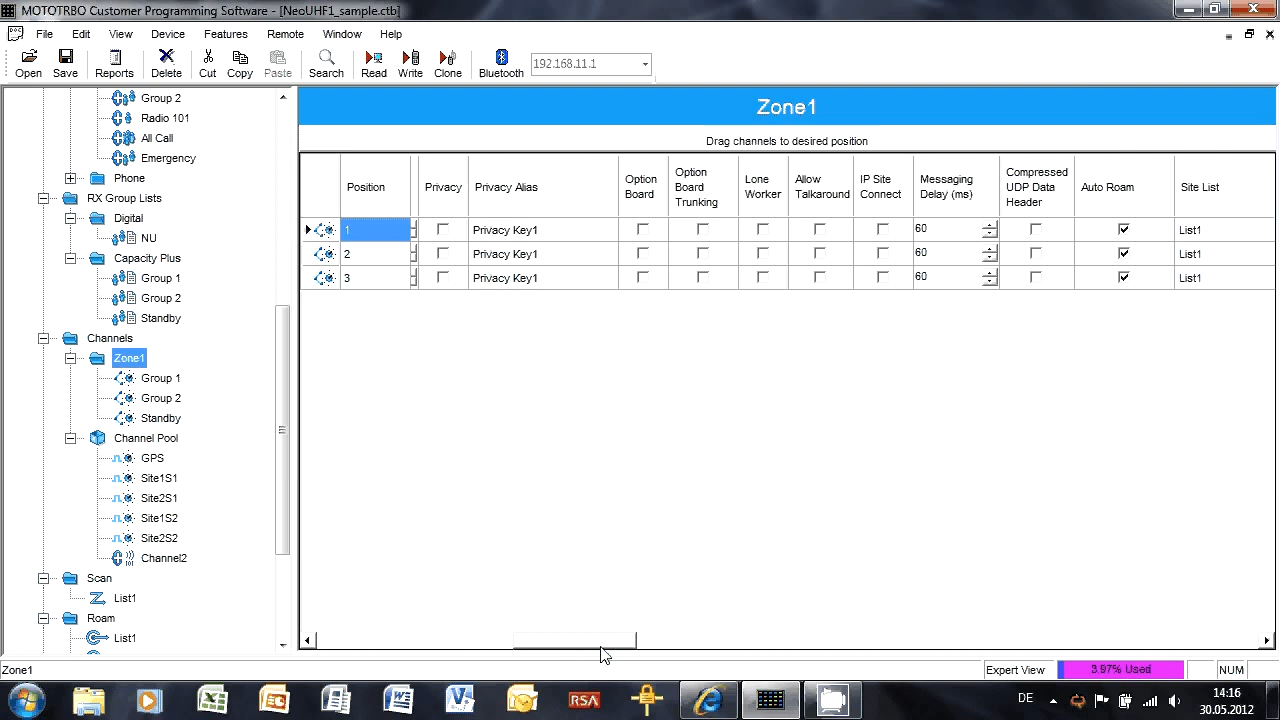 MOTOTRBO Customer Programming Software - [NeoUHF1_sample.ctb]
File Edit View Device Features Remote Window Help
Open Save Reports Delete Cut Copy Paste Search Read Write Clone Bluetooth 192.168.11.1
Group 2
Radio 101
All Call
Emergency
Phone
RX Group Lists
Digital
NU
Capacity Plus
Group 1
Group 2
Standby
Channels
Zone1
Group 1
Group 2
Standby
Channel Pool
GPS
Site1S1
Site2S1
Site1S2
Site2S2
Channel2
Scan
List1
Roam
List1
Zone1
Drag channels to desired position
Position Privacy Privacy Alias Option Board Option Board Trunking Lone Worker Allow Talkaround IP Site Connect Messaging Delay (ms) Compressed UDP Data Header Auto Roam Site List
1 Privacy Key1 60 List1
2 Privacy Key1 60 List1
3 Privacy Key1 60 List1
Zone1 Expert View 3.97% Used NUM
RSA DE 14:16
30.05.2012